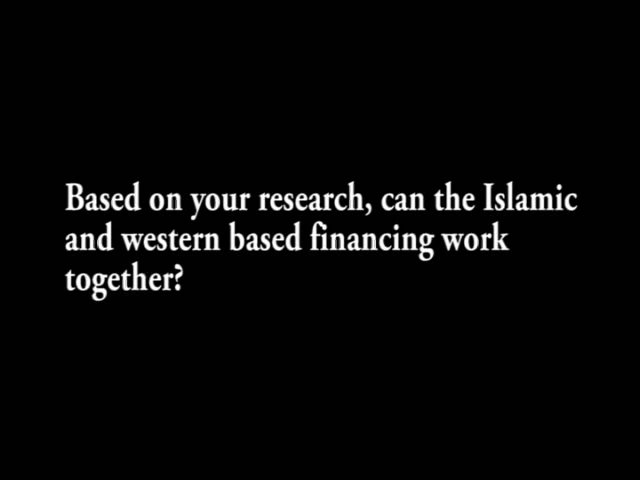 Based on your research, can the Islamic
and western based financing work
together?